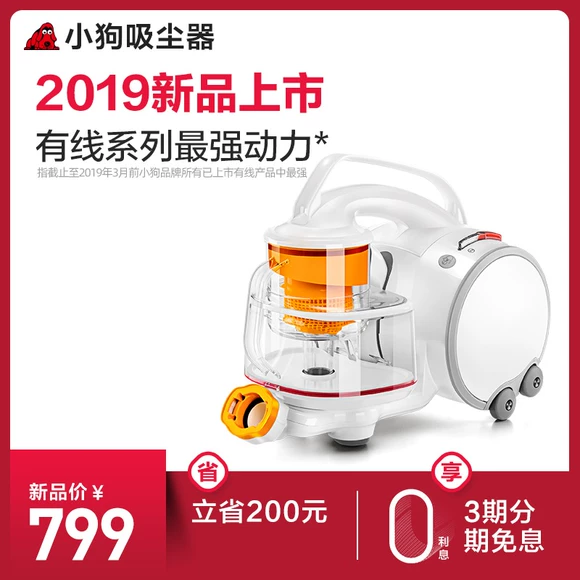 小狗吸尘器
2019新品上市
有线系列最强动力*
指截止至2019年3月前小狗品牌所有已上市有线产品中最强
新品价¥
799
省
立省200元
享
0
利息
3期分
期免息